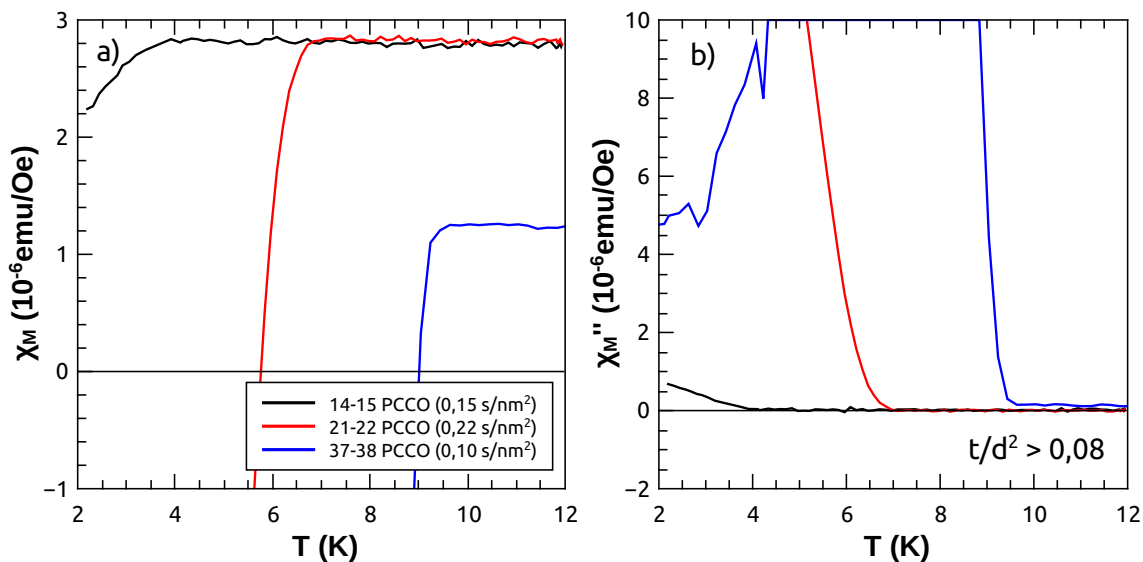 a)
3
2
1
0
−1
χM (10-6emu/Oe)
2 4 6 8 10 12
T (K)
14-15 PCCO (0,15 s/nm2)
21-22 PCCO (0,22 s/nm2)
37-38 PCCO (0,10 s/nm2)
b)
10
8
6
4
2
0
−2
χM'' (10-6emu/Oe)
t/d2 > 0,08
2 4 6 8 10 12
T (K)